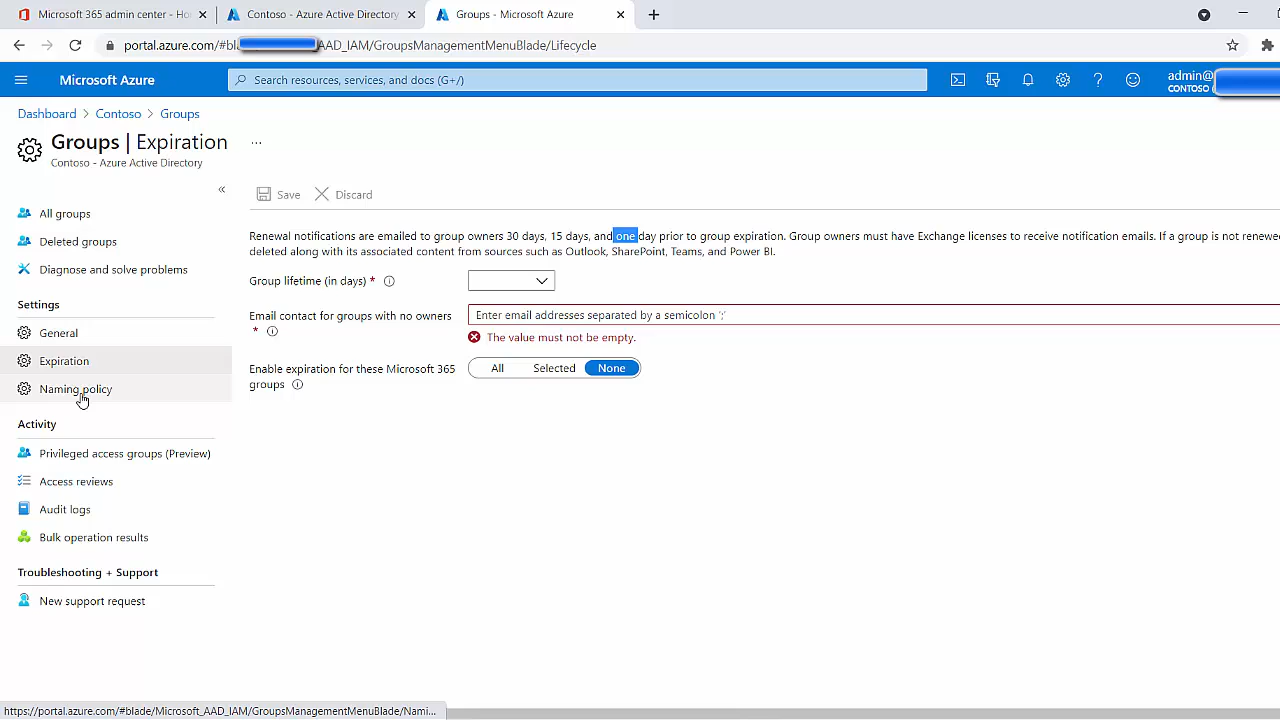 Microsoft 365 admin center - Ho
Contoso - Azure Active Directory
Groups - Microsoft Azure
portal.azure.com/#bla
AAD_IAM/GroupsManagementMenuBlade/Lifecycle
Microsoft Azure
Search resources, services, and docs (G+/)
admin@
CONTOSO (
Dashboard > Contoso > Groups
Groups | Expiration ...
Contoso - Azure Active Directory
«
All groups
Deleted groups
Diagnose and solve problems
Settings
General
Expiration
Naming policy
Activity
Privileged access groups (Preview)
Access reviews
Audit logs
Bulk operation results
Troubleshooting + Support
New support request
Save Discard
Renewal notifications are emailed to group owners 30 days, 15 days, and one day prior to group expiration. Group owners must have Exchange licenses to receive notification emails. If a group is not renewe
deleted along with its associated content from sources such as Outlook, SharePoint, Teams, and Power BI.
Group lifetime (in days) *
Email contact for groups with no owners
*
Enter email addresses separated by a semicolon ';'
The value must not be empty.
Enable expiration for these Microsoft 365
groups
All Selected None
https://portal.azure.com/#blade/Microsoft_AAD_IAM/GroupsManagementMenuBlade/Nami...